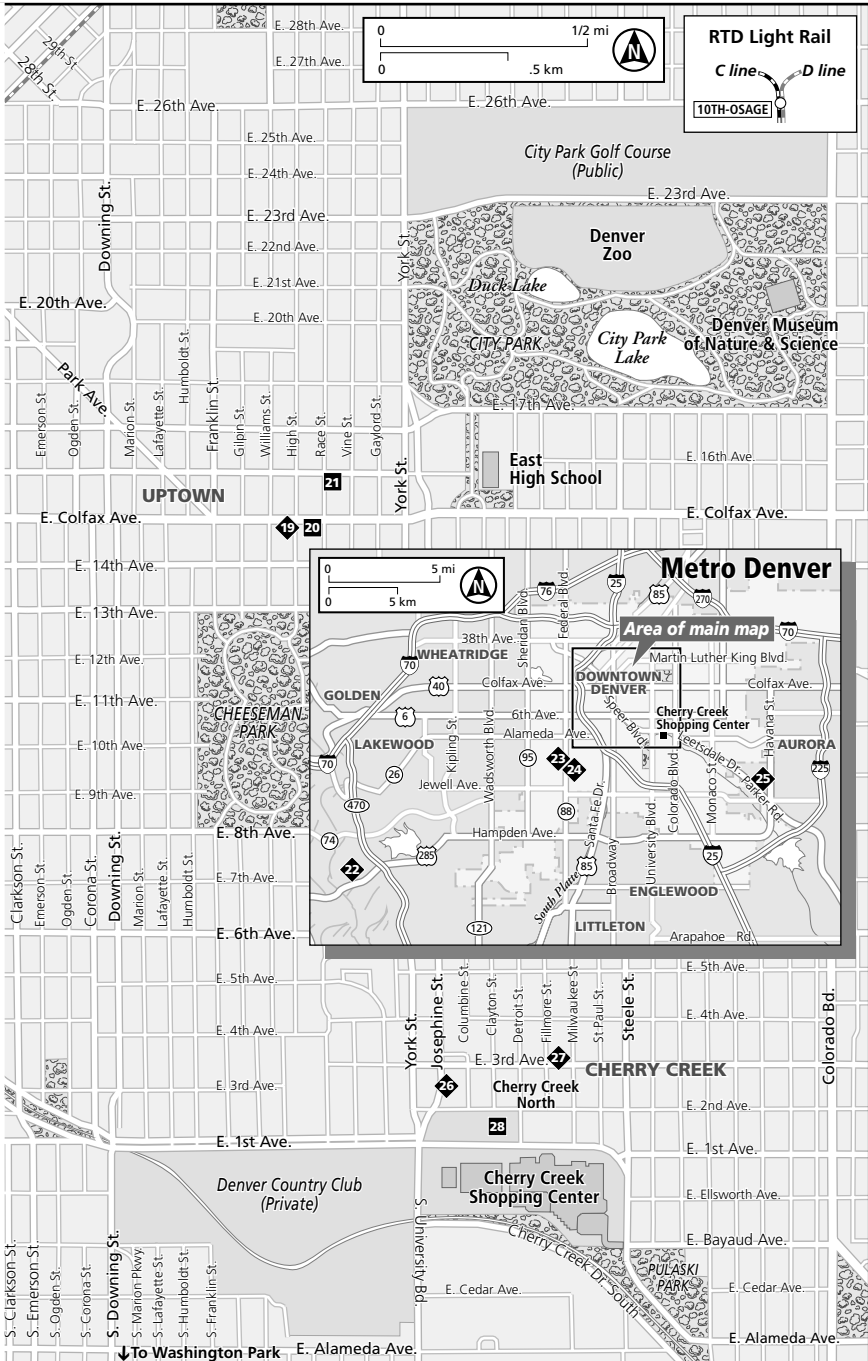 E. 28th Ave.
29th St
28th St.
E. 27th Ave.
0 1/2 mi
0 .5 km
N
RTD Light Rail
C line D line
10TH-OSAGE
E. 26th Ave.
E. 26th Ave.
E. 25th Ave.
E. 24th Ave.
City Park Golf Course
(Public)
Downing St.
E. 23rd Ave.
E. 23rd Ave.
E. 22nd Ave.
York St.
Denver
Zoo
E. 21st Ave.
Duck Lake
E. 20th Ave.
E. 20th Ave.
CITY PARK
City Park
Lake
Denver Museum
of Nature & Science
Park Ave.
E. 17th Ave.
Emerson St.
Ogden St.
Marion St.
Lafayette St.
Humboldt St.
Franklin St.
Gilpin St.
Williams St.
High St.
Race St.
Vine St.
Gaylord St.
York St.
East
High School
E. 16th Ave.
UPTOWN
21
E. Colfax Ave.
19
20
E. Colfax Ave.
E. 14th Ave.
E. 13th Ave.
E. 12th Ave.
E. 11th Ave.
CHEESMAN
PARK
E. 10th Ave.
E. 9th Ave.
E. 8th Ave.
E. 7th Ave.
Clarkson St.
Emerson St.
Ogden St.
Corona St.
Downing St.
Marion St.
Lafayette St.
Humboldt St.
E. 6th Ave.
0 5 mi
0 5 km
N
Metro Denver
Area of main map
76
25
85
270
70
Sheridan Blvd.
Federal Blvd.
38th Ave.
WHEATRIDGE
70
Martin Luther King Blvd.
GOLDEN
40
Colfax Ave.
DOWNTOWN
DENVER
Colfax Ave.
6
6th Ave.
Speer Blvd.
Cherry Creek
Shopping Center
Havana St.
LAKEWOOD
Kipling St.
Wadsworth Blvd.
Alameda Ave.
Leetsdale Dr.
Parker Rd.
AURORA
70
26
95
23
24
25
225
Jewell Ave.
470
88
Santa Fe Dr.
Broadway
University Blvd.
Colorado Blvd.
Monaco St.
74
Hampden Ave.
285
22
85
25
South Platte
ENGLEWOOD
121
LITTLETON
Arapahoe Rd.
E. 5th Ave.
E. 5th Ave.
E. 4th Ave.
E. 4th Ave.
York St.
Josephine St.
Columbine St.
Clayton St.
Detroit St.
Fillmore St.
Milwaukee St
St Paul St.
Steele St.
Colorado Bd.
E. 3rd Ave.
27
CHERRY CREEK
E. 3rd Ave.
26
Cherry Creek
North
E. 2nd Ave.
28
E. 1st Ave.
E. 1st Ave.
Denver Country Club
(Private)
Cherry Creek
Shopping Center
E. Ellsworth Ave.
S. University Bd.
Cherry Creek Dr. South
E. Bayaud Ave.
PULASKI
PARK
S. Clarkson St.
S. Emerson St.
S. Ogden St.
S. Corona St.
S. Downing St.
S. Marion Pkwy.
S. Lafayette St.
S. Humboldt St.
S. Franklin St.
E. Cedar Ave.
E. Cedar Ave.
↓To Washington Park
E. Alameda Ave.
E. Alameda Ave.